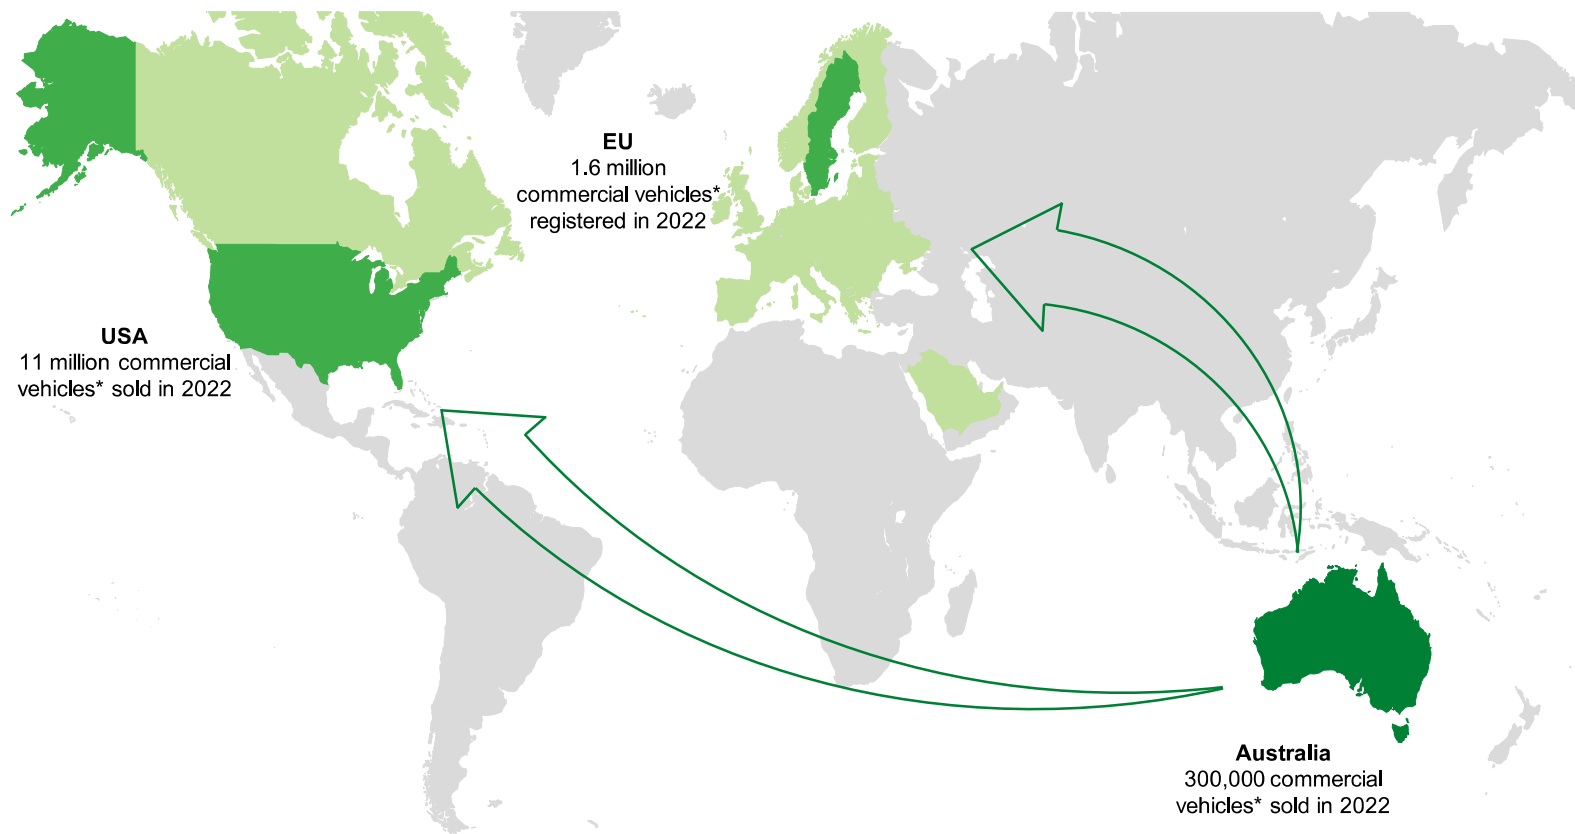 EU
1.6 million
commercial vehicles*
registered in 2022
USA
11 million commercial
vehicles* sold in 2022
Australia
300,000 commercial
vehicles* sold in 2022